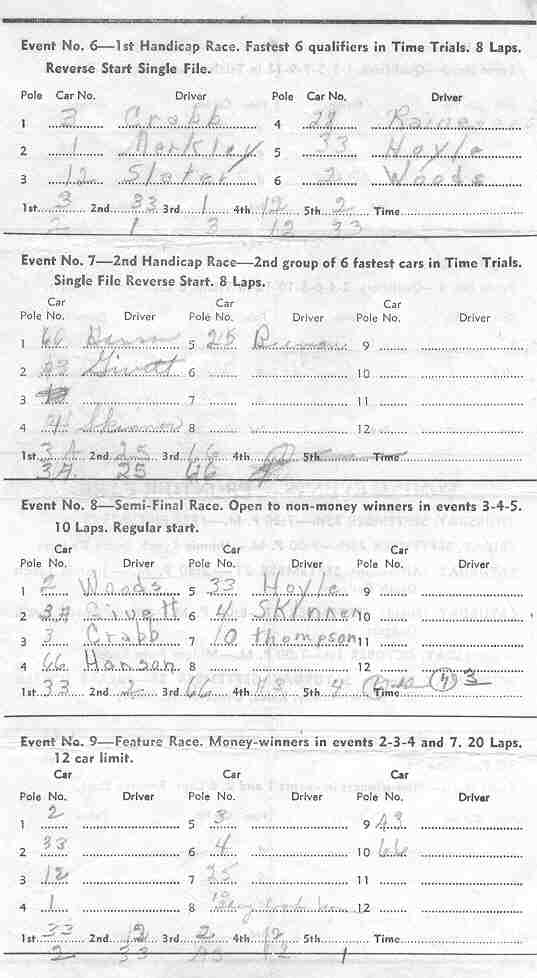 Event No. 6—1st Handicap Race. Fastest 6 qualifiers in Time Trials. 8 Laps.
Reverse Start Single File.
Pole Car No. Driver Pole Car No. Driver
1 3 Crabb 4
2 1 Merkley 5 33 Hoyle
3 12 Slater 6 2 Woods
1st 3 2nd 33 3rd 1 4th 12 5th 2 Time
2 1 3 12 33
Event No. 7—2nd Handicap Race—2nd group of 6 fastest cars in Time Trials.
Single File Reverse Start. 8 Laps.
Car Car Car
Pole No. Driver Pole No. Driver Pole No. Driver
1 66 5 25 9
2 6 10
3 7 11
4 Skinner 8 12
1st 3A 2nd 25 3rd 66 4th 5th Time
3A 25 66 4
Event No. 8—Semi-Final Race. Open to non-money winners in events 3-4-5.
10 Laps. Regular start.
Car Car Car
Pole No. Driver Pole No. Driver Pole No. Driver
1 2 Woods 5 33 Hoyle 9
2 Givett 6 4 Skinner 10
3 3 Crabb 7 10 thompson 11
4 66 Hanson 8 12
1st 33 2nd 2 3rd 66 4th 5th 4 Time 3
Event No. 9—Feature Race. Money-winners in events 2-3-4 and 7. 20 Laps.
12 car limit.
Car Car Car
Pole No. Driver Pole No. Driver Pole No. Driver
1 2 5 3 9
2 33 6 4 10 66
3 12 7 25 11
4 1 8 12
1st 33 2nd 3rd 2 4th 12 5th Time
2 33 12 1